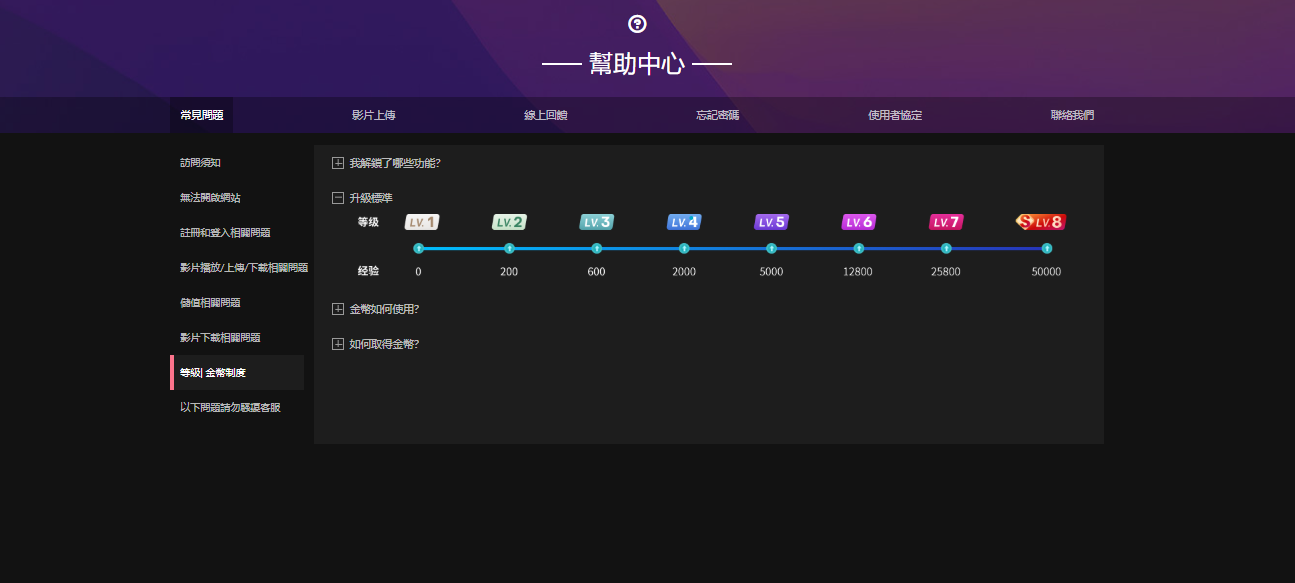 幫助中心
常見問題 影片上傳 線上回饋 忘記密碼 使用者協定 聯絡我們
訪問須知
無法開啟網站
註冊和登入相關問題
影片播放/上傳/下載相關問題
儲值相關問題
影片下載相關問題
等級| 金幣制度
以下問題請勿騷擾客服
我解鎖了哪些功能?
升級標準
等级 LV.1 LV.2 LV.3 LV.4 LV.5 LV.6 LV.7 S LV.8
经验 0 200 600 2000 5000 12800 25800 50000
金幣如何使用?
如何取得金幣?